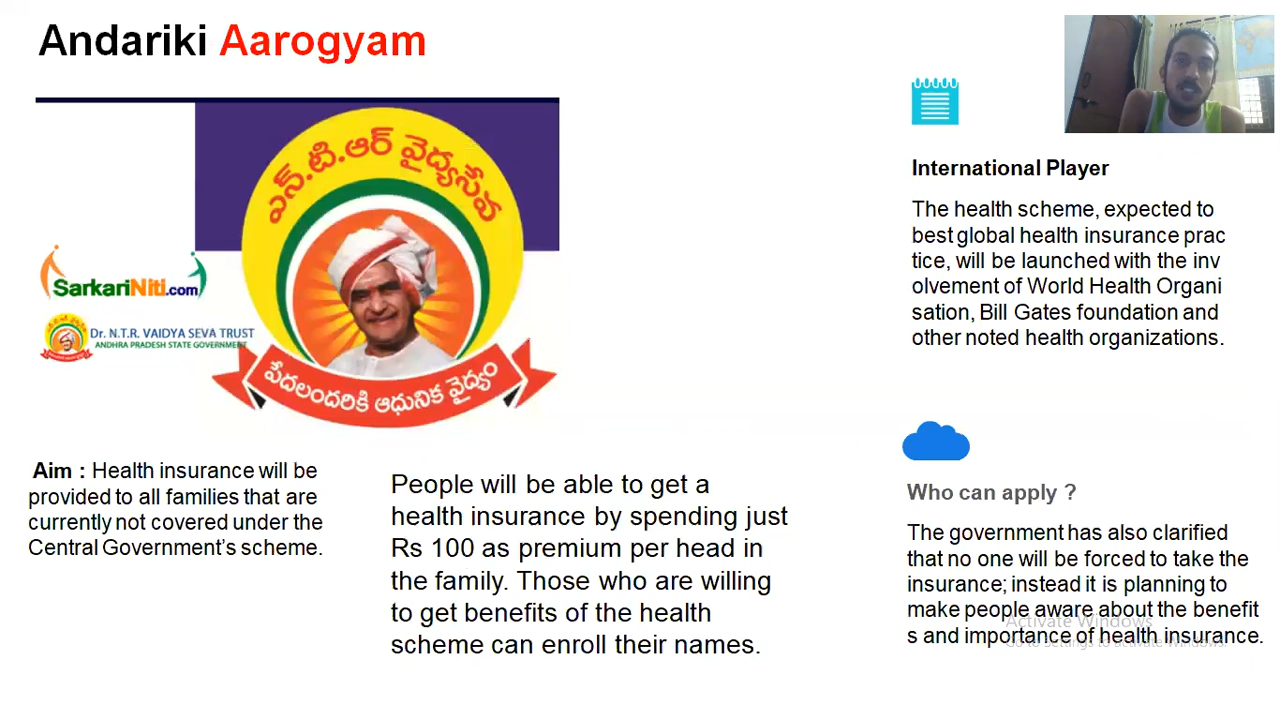 Andariki Aarogyam
ఎన్.టి.ఆర్ వైద్యసేవ
SarkariNiti.com
Dr. N.T.R. VAIDYA SEVA TRUST
ANDHRA PRADESH STATE GOVERNMENT
పేదలందరికి ఆధునిక వైద్యం
Aim : Health insurance will be
provided to all families that are
currently not covered under the
Central Government's scheme.
People will be able to get a
health insurance by spending just
Rs 100 as premium per head in
the family. Those who are willing
to get benefits of the health
scheme can enroll their names.
International Player
The health scheme, expected to
best global health insurance prac
tice, will be launched with the inv
olvement of World Health Organi
sation, Bill Gates foundation and
other noted health organizations.
Who can apply ?
The government has also clarified
that no one will be forced to take the
insurance; instead it is planning to
make people aware about the benefit
s and importance of health insurance.
Activate Windows
Go to Settings to activate Windows.